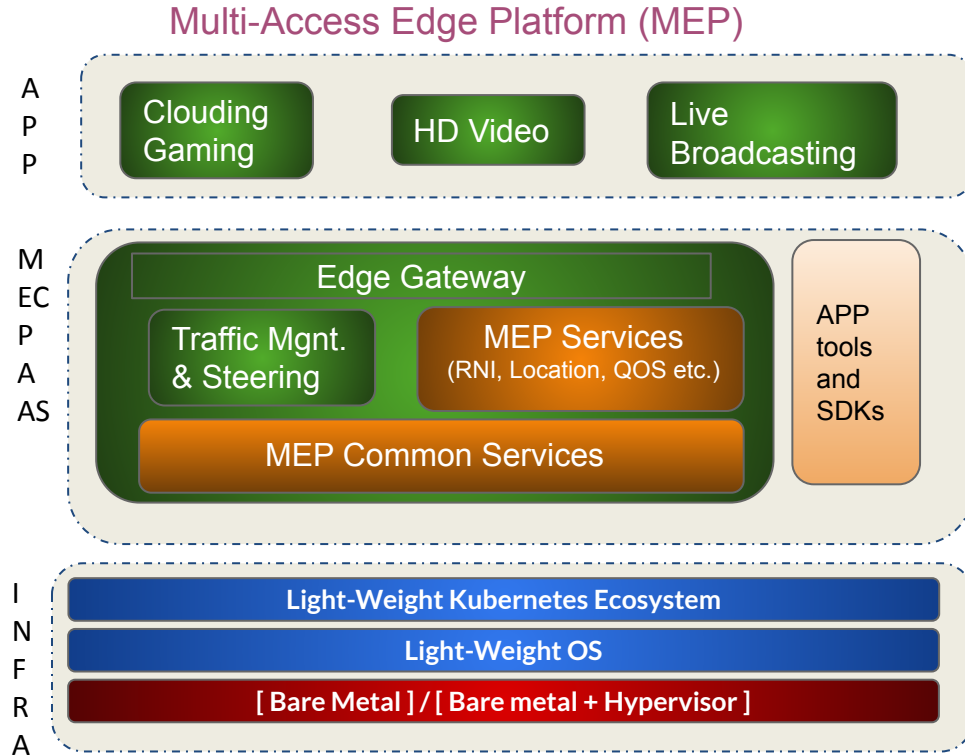 Multi-Access Edge Platform (MEP)
A
P
P
Clouding
Gaming
HD Video
Live
Broadcasting
M
EC
P
A
AS
Edge Gateway
Traffic Mgnt.
& Steering
MEP Services
(RNI, Location, QOS etc.)
MEP Common Services
APP
tools
and
SDKs
I
N
F
R
A
Light-Weight Kubernetes Ecosystem
Light-Weight OS
[ Bare Metal ] / [ Bare metal + Hypervisor ]